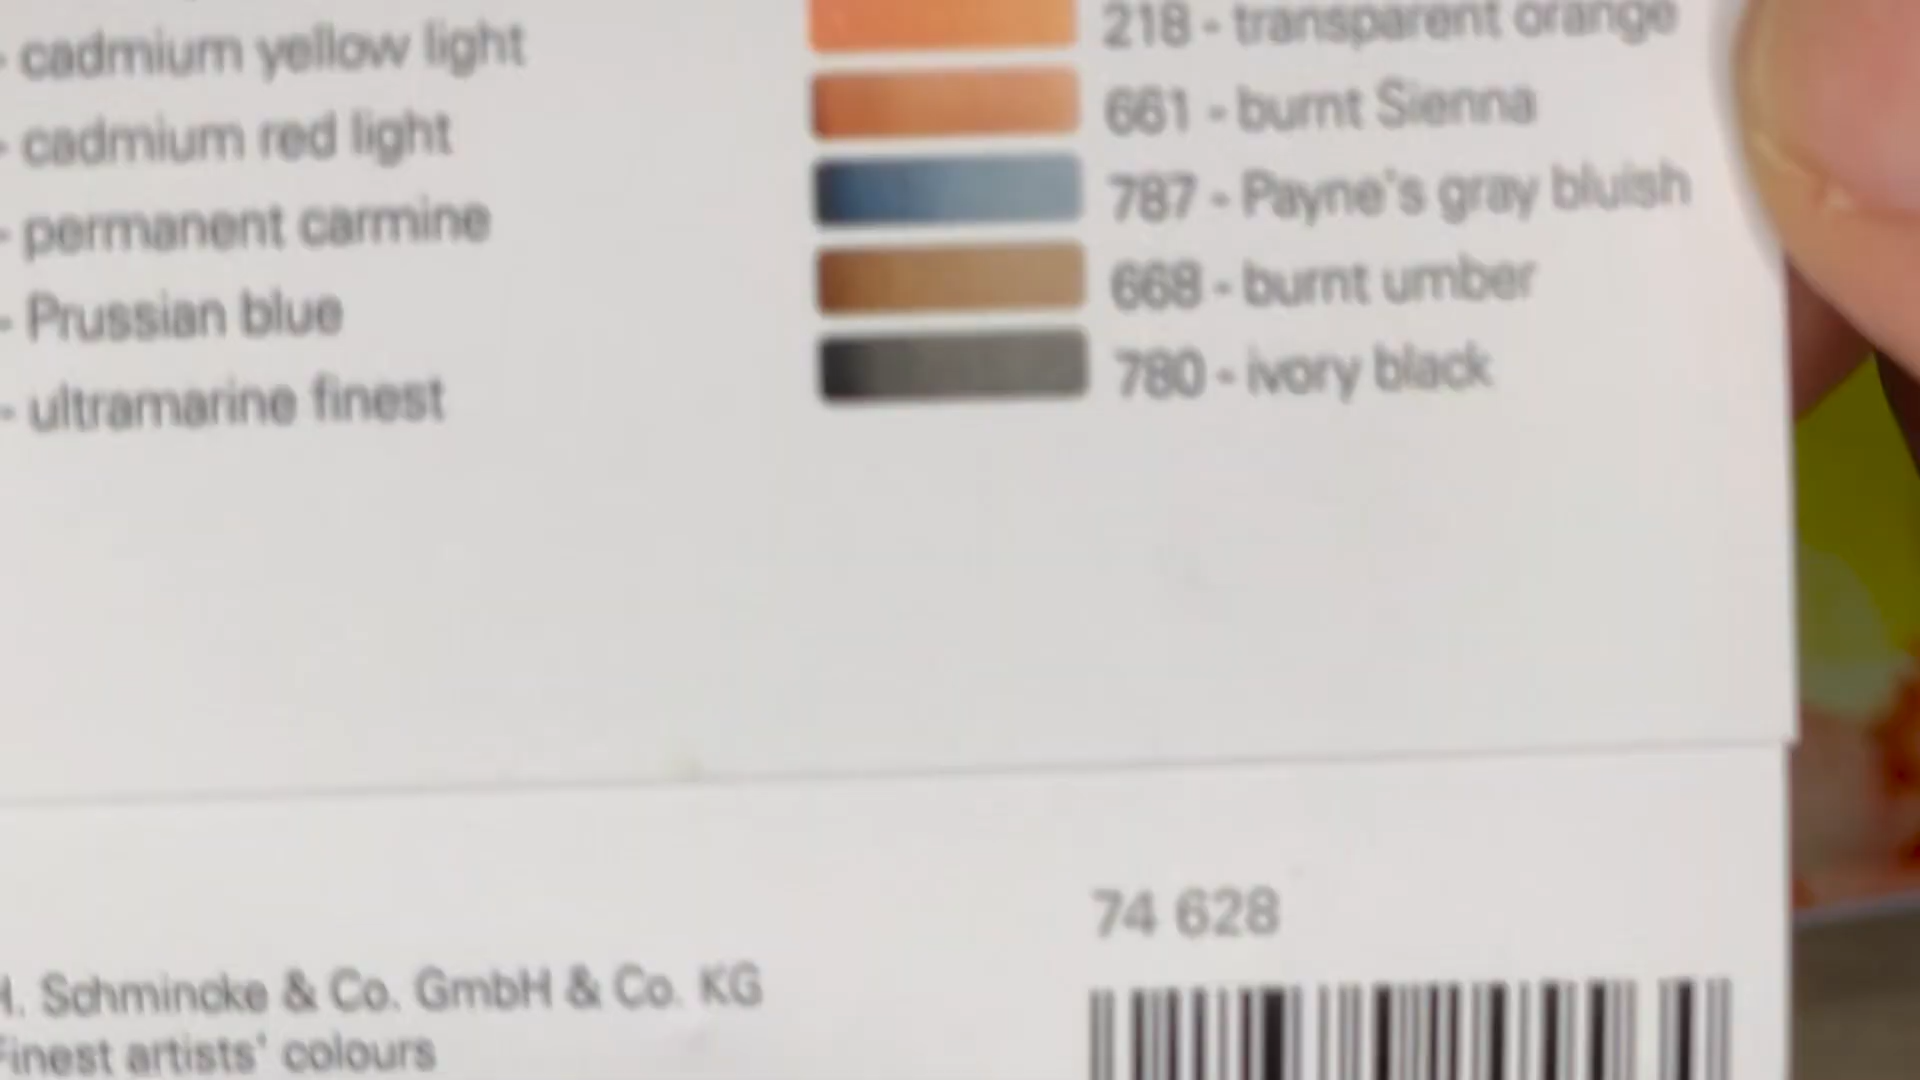 - cadmium yellow light
- cadmium red light
- permanent carmine
- Prussian blue
- ultramarine finest
218 - transparent orange
661 - burnt Sienna
787 - Payne's gray bluish
668 - burnt umber
780 - ivory black
74 628
H. Schmincke & Co. GmbH & Co. KG
Finest artists' colours